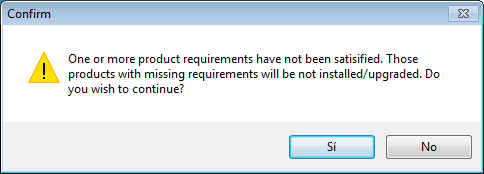 Confirm
One or more product requirements have not been satisified. Those
products with missing requirements will be not installed/upgraded. Do
you wish to continue?
Sí
No